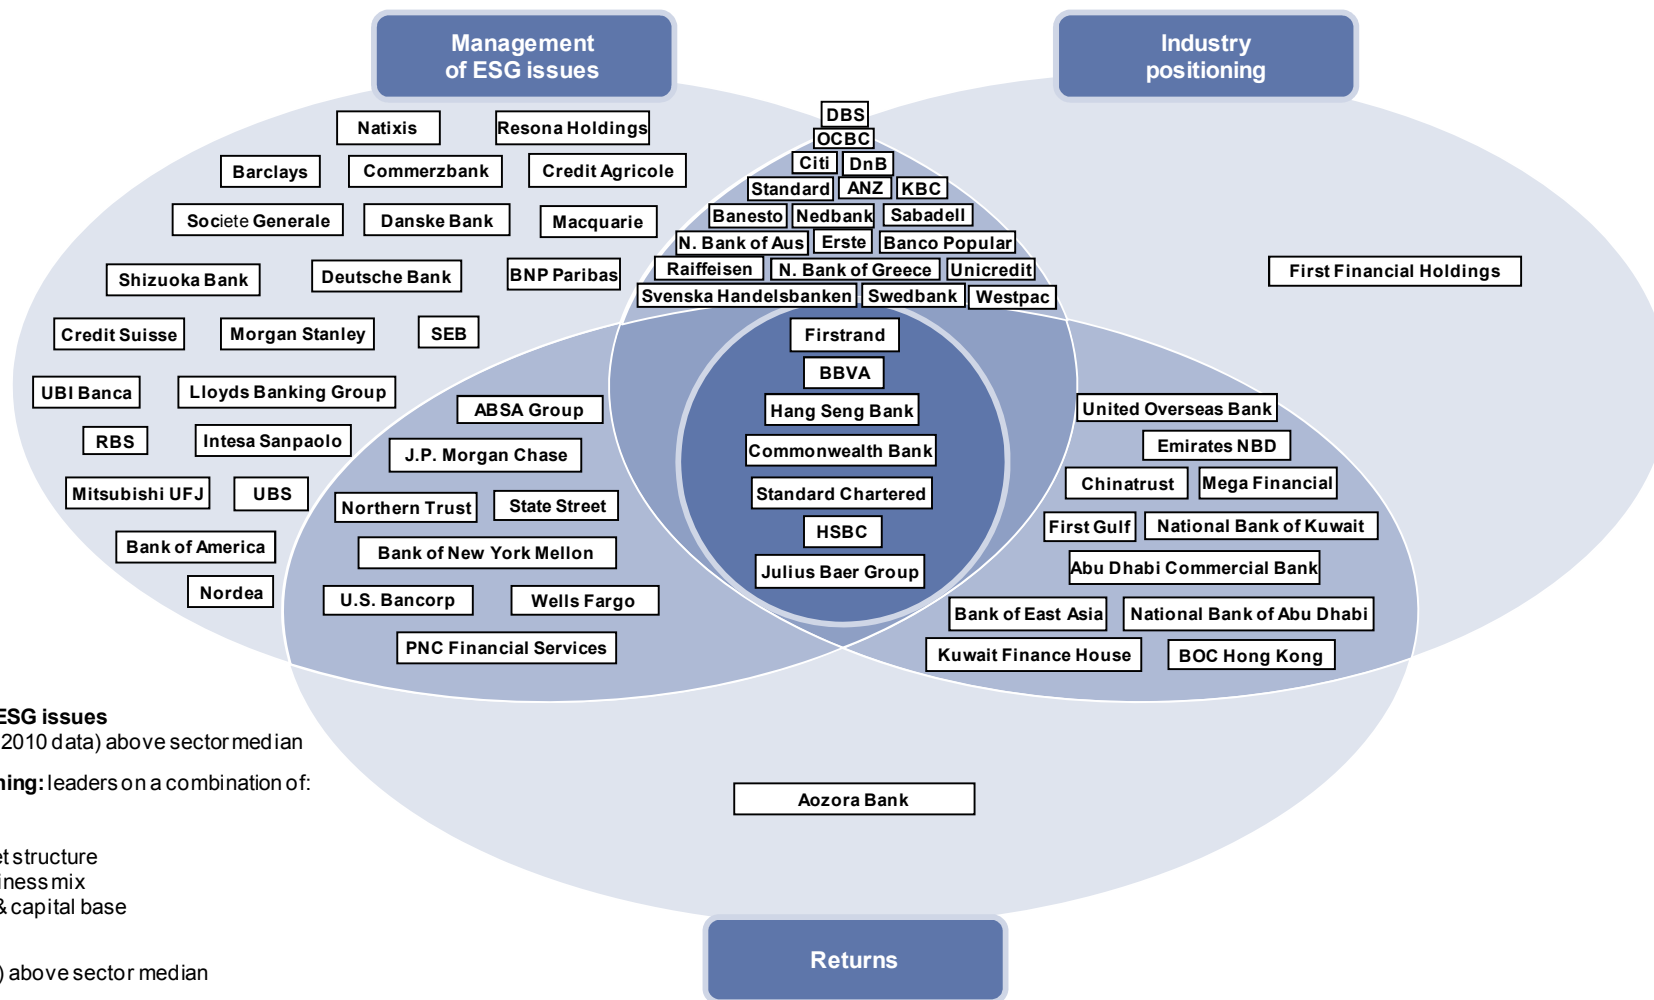 Management
of ESG issues
Industry
positioning
DBS
Natixis
Resona Holdings
OCBC
Citi
DnB
Barclays
Commerzbank
Credit Agricole
Standard
ANZ
KBC
Societe Generale
Danske Bank
Macquarie
Banesto
Nedbank
Sabadell
N. Bank of Aus
Erste
Banco Popular
Shizuoka Bank
Deutsche Bank
BNP Paribas
Raiffeisen
N. Bank of Greece
Unicredit
First Financial Holdings
Svenska Handelsbanken
Swedbank
Westpac
Credit Suisse
Morgan Stanley
SEB
Firstrand
BBVA
UBI Banca
Lloyds Banking Group
ABSA Group
Hang Seng Bank
United Overseas Bank
RBS
Intesa Sanpaolo
J.P. Morgan Chase
Commonwealth Bank
Emirates NBD
Mitsubishi UFJ
UBS
Northern Trust
State Street
Standard Chartered
Chinatrust
Mega Financial
HSBC
First Gulf
National Bank of Kuwait
Bank of America
Bank of New York Mellon
Julius Baer Group
Abu Dhabi Commercial Bank
Nordea
U.S. Bancorp
Wells Fargo
Bank of East Asia
National Bank of Abu Dhabi
PNC Financial Services
Kuwait Finance House
BOC Hong Kong
ESG issues
2010 data) above sector median
ning: leaders on a combination of:
Aozora Bank
et structure
iness mix
& capital base
) above sector median
Returns